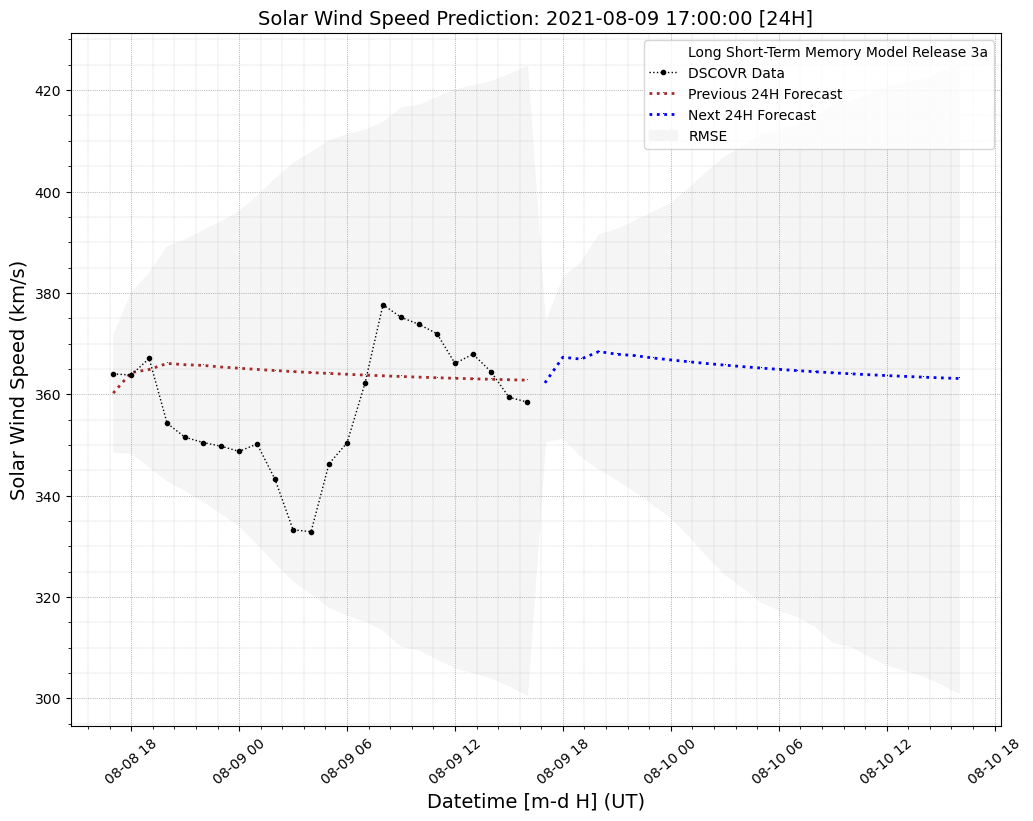 Solar Wind Speed Prediction: 2021-08-09 17:00:00 [24H]
Long Short-Term Memory Model Release 3a
DSCOVR Data
Previous 24H Forecast
Next 24H Forecast
RMSE
Solar Wind Speed (km/s)
420
400
380
360
340
320
300
08-08 18
08-09 00
08-09 06
08-09 12
08-09 18
08-10 00
08-10 06
08-10 12
08-10 18
Datetime [m-d H] (UT)